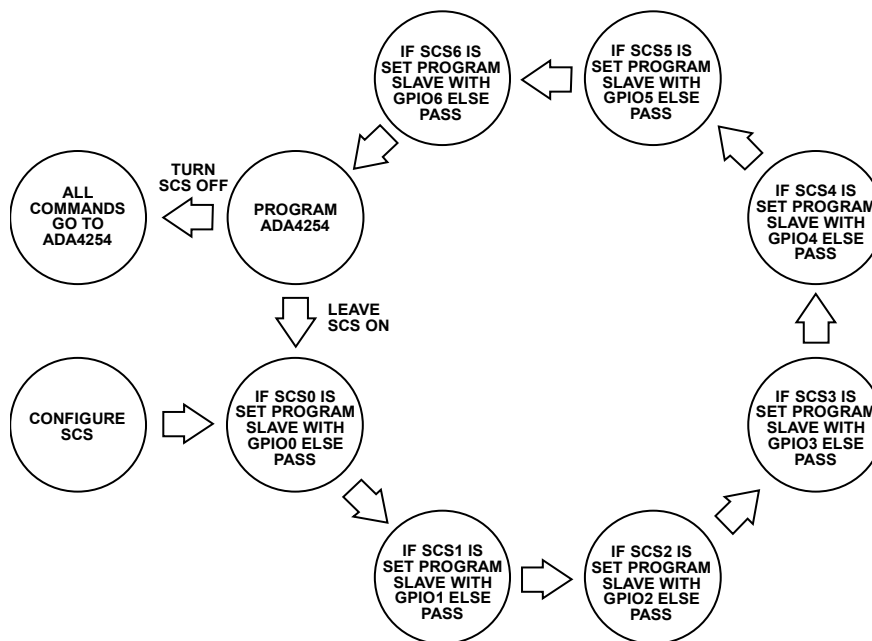 IF SCS6 IS
SET PROGRAM
SLAVE WITH
GPIO6 ELSE
PASS
IF SCS5 IS
SET PROGRAM
SLAVE WITH
GPIO5 ELSE
PASS
ALL
COMMANDS
GO TO
ADA4254
TURN
SCS OFF
PROGRAM
ADA4254
IF SCS4 IS
SET PROGRAM
SLAVE WITH
GPIO4 ELSE
PASS
LEAVE
SCS ON
CONFIGURE
SCS
IF SCS0 IS
SET PROGRAM
SLAVE WITH
GPIO0 ELSE
PASS
IF SCS3 IS
SET PROGRAM
SLAVE WITH
GPIO3 ELSE
PASS
IF SCS1 IS
SET PROGRAM
SLAVE WITH
GPIO1 ELSE
PASS
IF SCS2 IS
SET PROGRAM
SLAVE WITH
GPIO2 ELSE
PASS